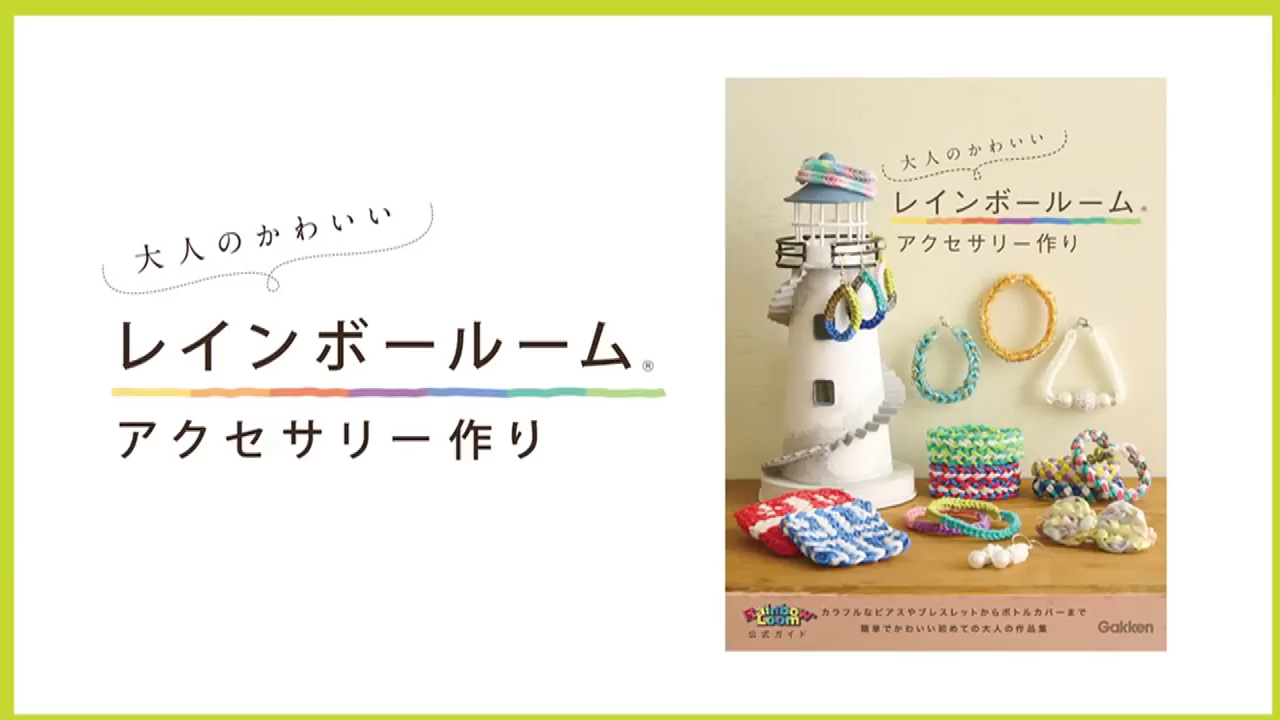 大人のかわいい
レインボールーム®
アクセサリー作り
大人のかわいい
レインボールーム®
アクセサリー作り
Rainbow Loom
公式ガイド
カラフルなピアスやブレスレットからボトルカバーまで
簡単でかわいい初めての大人の作品集
Gakken